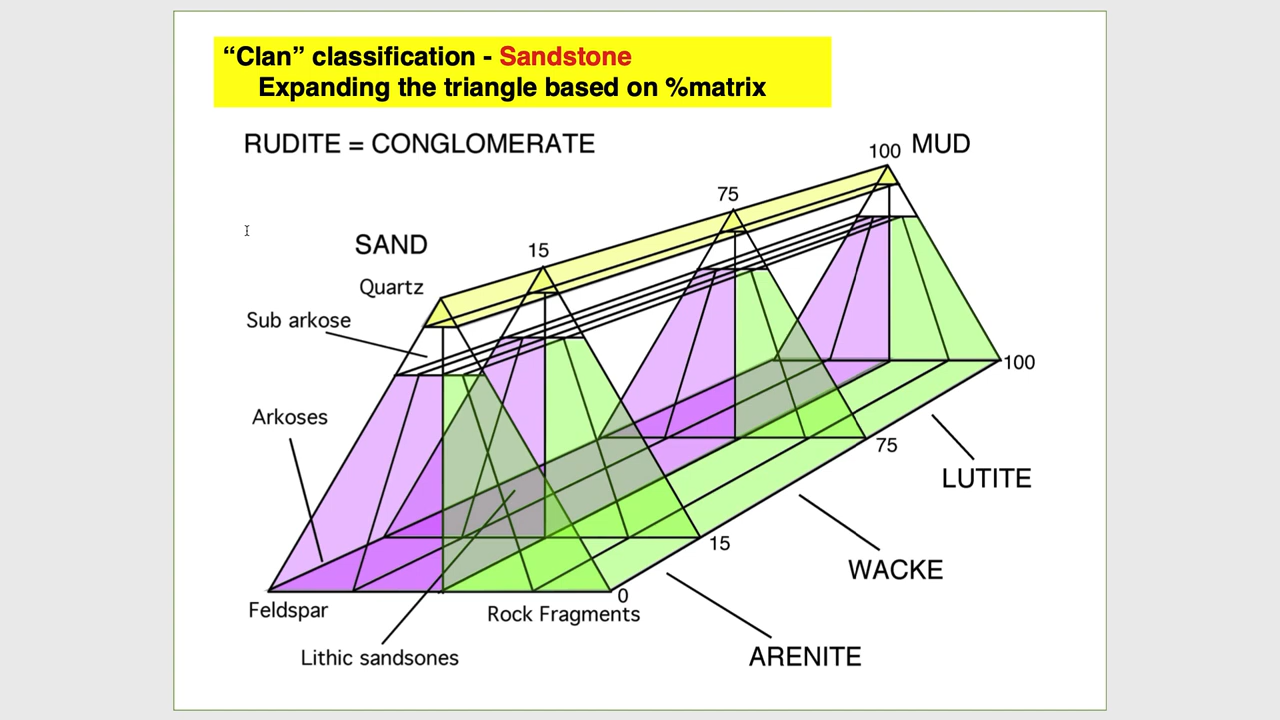 “Clan” classification - Sandstone
Expanding the triangle based on %matrix
RUDITE = CONGLOMERATE
100 MUD
75
SAND
15
Quartz
Sub arkose
100
Arkoses
75
LUTITE
15
WACKE
0
Feldspar
Rock Fragments
Lithic sandsones
ARENITE